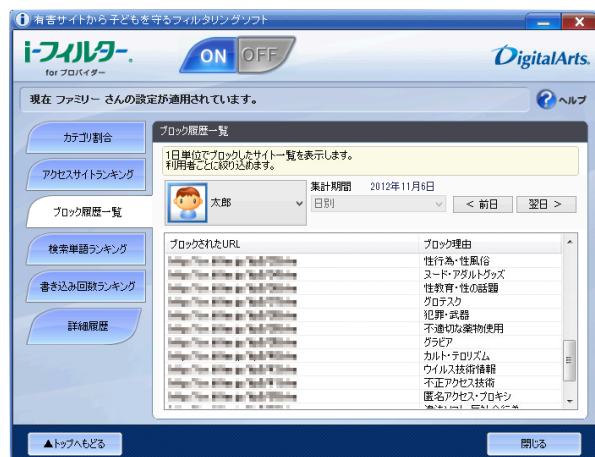 有害サイトから子どもを守るフィルタリングソフト
i-フィルター®
for プロバイダー
ON OFF
DigitalArts®
現在 ファミリー さんの設定が適用されています。
ヘルプ
カテゴリ割合
アクセスサイトランキング
ブロック履歴一覧
検索単語ランキング
書き込み回数ランキング
詳細履歴
ブロック履歴一覧
1日単位でブロックしたサイト一覧を表示します。
利用者ごとに絞り込めます。
太郎
集計期間 2012年11月6日
日別
< 前日
翌日 >
ブロックされたURL ブロック理由
性行為・性風俗
ヌード・アダルトグッズ
性教育・性の話題
グロテスク
犯罪・武器
不適切な薬物使用
グラビア
カルト・テロリズム
ウイルス技術情報
不正アクセス技術
匿名アクセス・プロキシ
▲トップへもどる
閉じる